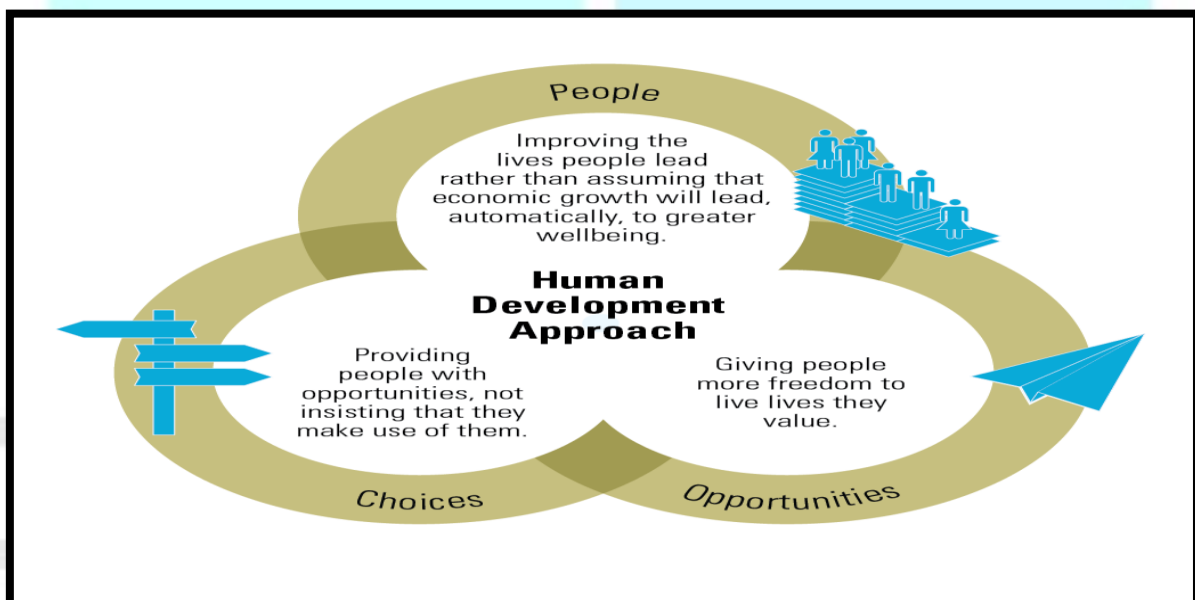 People
Improving the
lives people lead
rather than assuming that
economic growth will lead,
automatically, to greater
wellbeing.
Human
Development
Approach
Providing
people with
opportunities, not
insisting that they
make use of them.
Choices
Giving people
more freedom to
live lives they
value.
Opportunities